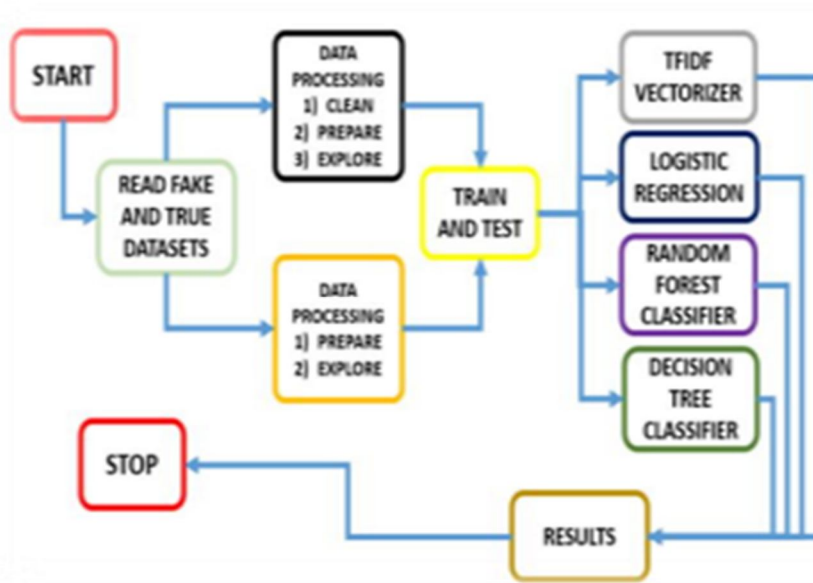 START
READ FAKE
AND TRUE
DATASETS
DATA
PROCESSING
1) CLEAN
2) PREPARE
3) EXPLORE
DATA
PROCESSING
1) PREPARE
2) EXPLORE
TRAIN
AND TEST
TFIDF
VECTORIZER
LOGISTIC
REGRESSION
RANDOM
FOREST
CLASSIFIER
DECISION
TREE
CLASSIFIER
RESULTS
STOP